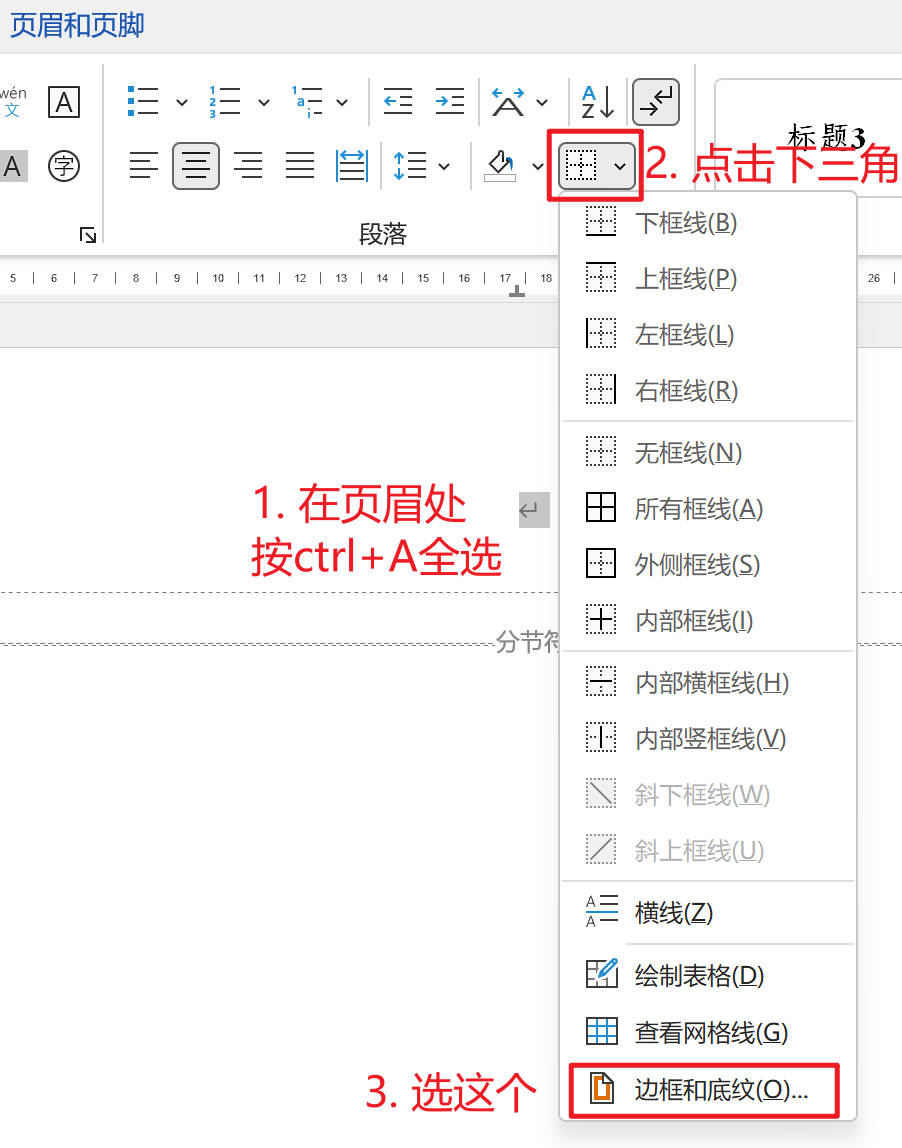 页眉和页脚
wén
文
A
A
字
1
2
3
1
a
i
A
Z
标题3
2. 点击下三角
段落
5 6 7 8 9 10 11 12 13 14 15 16 17 18 26
下框线(B)
上框线(P)
左框线(L)
右框线(R)
无框线(N)
所有框线(A)
外侧框线(S)
内部框线(I)
1. 在页眉处
按ctrl+A全选
分节符
内部横框线(H)
内部竖框线(V)
斜下框线(W)
斜上框线(U)
A
A
横线(Z)
绘制表格(D)
查看网格线(G)
3. 选这个
边框和底纹(O)...